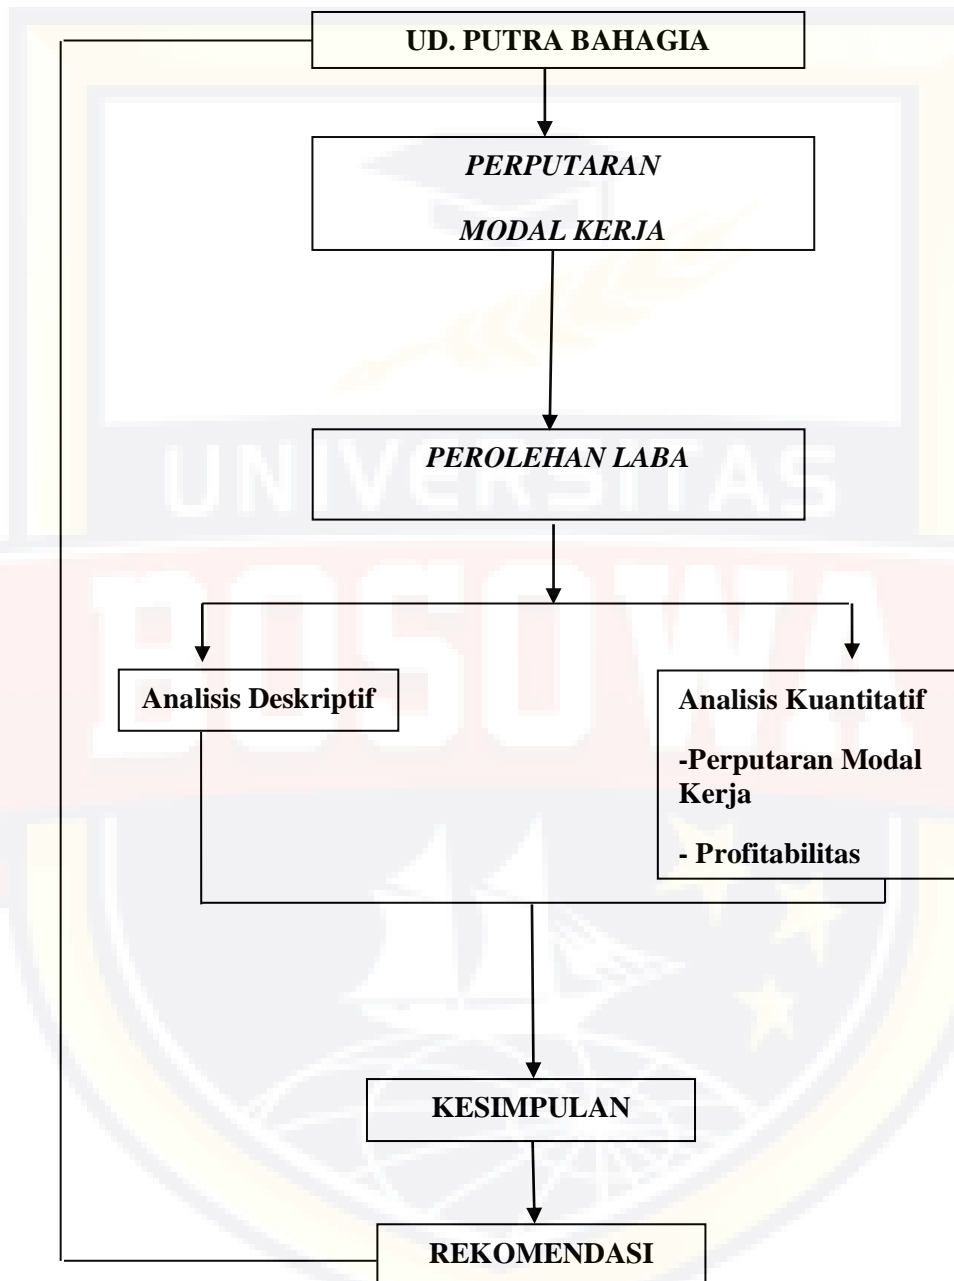 UD. PUTRA BAHAGIA
PERPUTARAN
MODAL KERJA
PEROLEHAN LABA
UNIVERSITAS
BOSOWA
Analisis Deskriptif
Analisis Kuantitatif
-Perputaran Modal
Kerja
- Profitabilitas
KESIMPULAN
REKOMENDASI